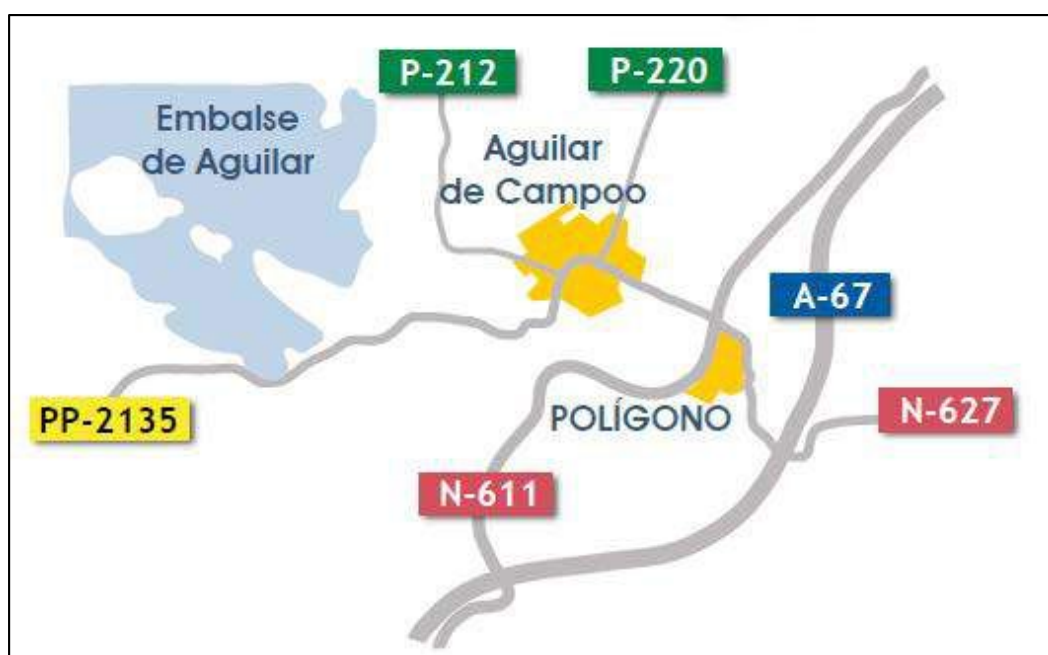 P-212
P-220
Embalse
de Aguilar
Aguilar
de Campoo
A-67
PP-2135
POLÍGONO
N-627
N-611